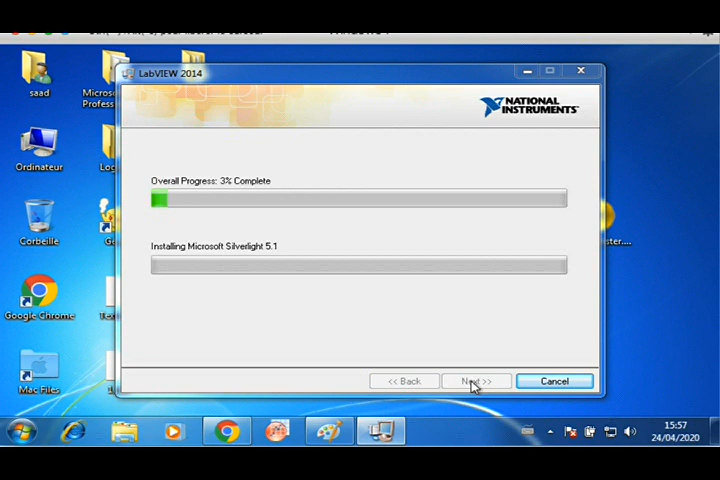 LabVIEW 2014
NATIONAL
INSTRUMENTS
Overall Progress: 3% Complete
Installing Microsoft Silverlight 5.1
<< Back
Next >>
Cancel
saad
Ordinateur
Corbeille
Google Chrome
Mac Files
Profess
15:57
24/04/2020